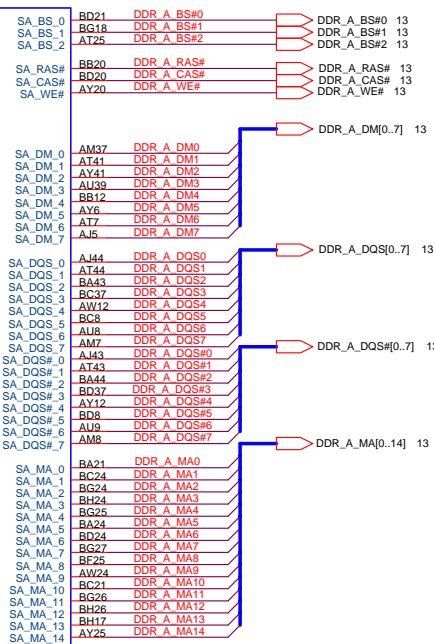 SA_BS_0 BD21 DDR_A_BS#0 DDR_A_BS#0 13
SA_BS_1 BG18 DDR_A_BS#1 DDR_A_BS#1 13
SA_BS_2 AT25 DDR_A_BS#2 DDR_A_BS#2 13
SA_RAS# BB20 DDR_A_RAS# DDR_A_RAS# 13
SA_CAS# BD20 DDR_A_CAS# DDR_A_CAS# 13
SA_WE# AY20 DDR_A_WE# DDR_A_WE# 13
DDR_A_DM[0..7] 13
SA_DM_0 AM37 DDR_A_DM0
SA_DM_1 AT41 DDR_A_DM1
SA_DM_2 AY41 DDR_A_DM2
SA_DM_3 AU39 DDR_A_DM3
SA_DM_4 BB12 DDR_A_DM4
SA_DM_5 AY6 DDR_A_DM5
SA_DM_6 AT7 DDR_A_DM6
SA_DM_7 AJ5 DDR_A_DM7
DDR_A_DQS[0..7] 13
SA_DQS_0 AJ44 DDR_A_DQS0
SA_DQS_1 AT44 DDR_A_DQS1
SA_DQS_2 BA43 DDR_A_DQS2
SA_DQS_3 BC37 DDR_A_DQS3
SA_DQS_4 AW12 DDR_A_DQS4
SA_DQS_5 BC8 DDR_A_DQS5
SA_DQS_6 AU8 DDR_A_DQS6
SA_DQS_7 AM7 DDR_A_DQS7
DDR_A_DQS#[0..7]
SA_DQS#_0 AJ43 DDR_A_DQS#0
SA_DQS#_1 AT43 DDR_A_DQS#1
SA_DQS#_2 BA44 DDR_A_DQS#2
SA_DQS#_3 BD37 DDR_A_DQS#3
SA_DQS#_4 AY12 DDR_A_DQS#4
SA_DQS#_5 BD8 DDR_A_DQS#5
SA_DQS#_6 AU9 DDR_A_DQS#6
SA_DQS#_7 AM8 DDR_A_DQS#7
DDR_A_MA[0..14] 13
SA_MA_0 BA21 DDR_A_MA0
SA_MA_1 BC24 DDR_A_MA1
SA_MA_2 BG24 DDR_A_MA2
SA_MA_3 BH24 DDR_A_MA3
SA_MA_4 BG25 DDR_A_MA4
SA_MA_5 BA24 DDR_A_MA5
SA_MA_6 BD24 DDR_A_MA6
SA_MA_7 BG27 DDR_A_MA7
SA_MA_8 BF25 DDR_A_MA8
SA_MA_9 AW24 DDR_A_MA9
SA_MA_10 BC21 DDR_A_MA10
SA_MA_11 BG26 DDR_A_MA11
SA_MA_12 BH26 DDR_A_MA12
SA_MA_13 BH17 DDR_A_MA13
SA_MA_14 AY25 DDR_A_MA14